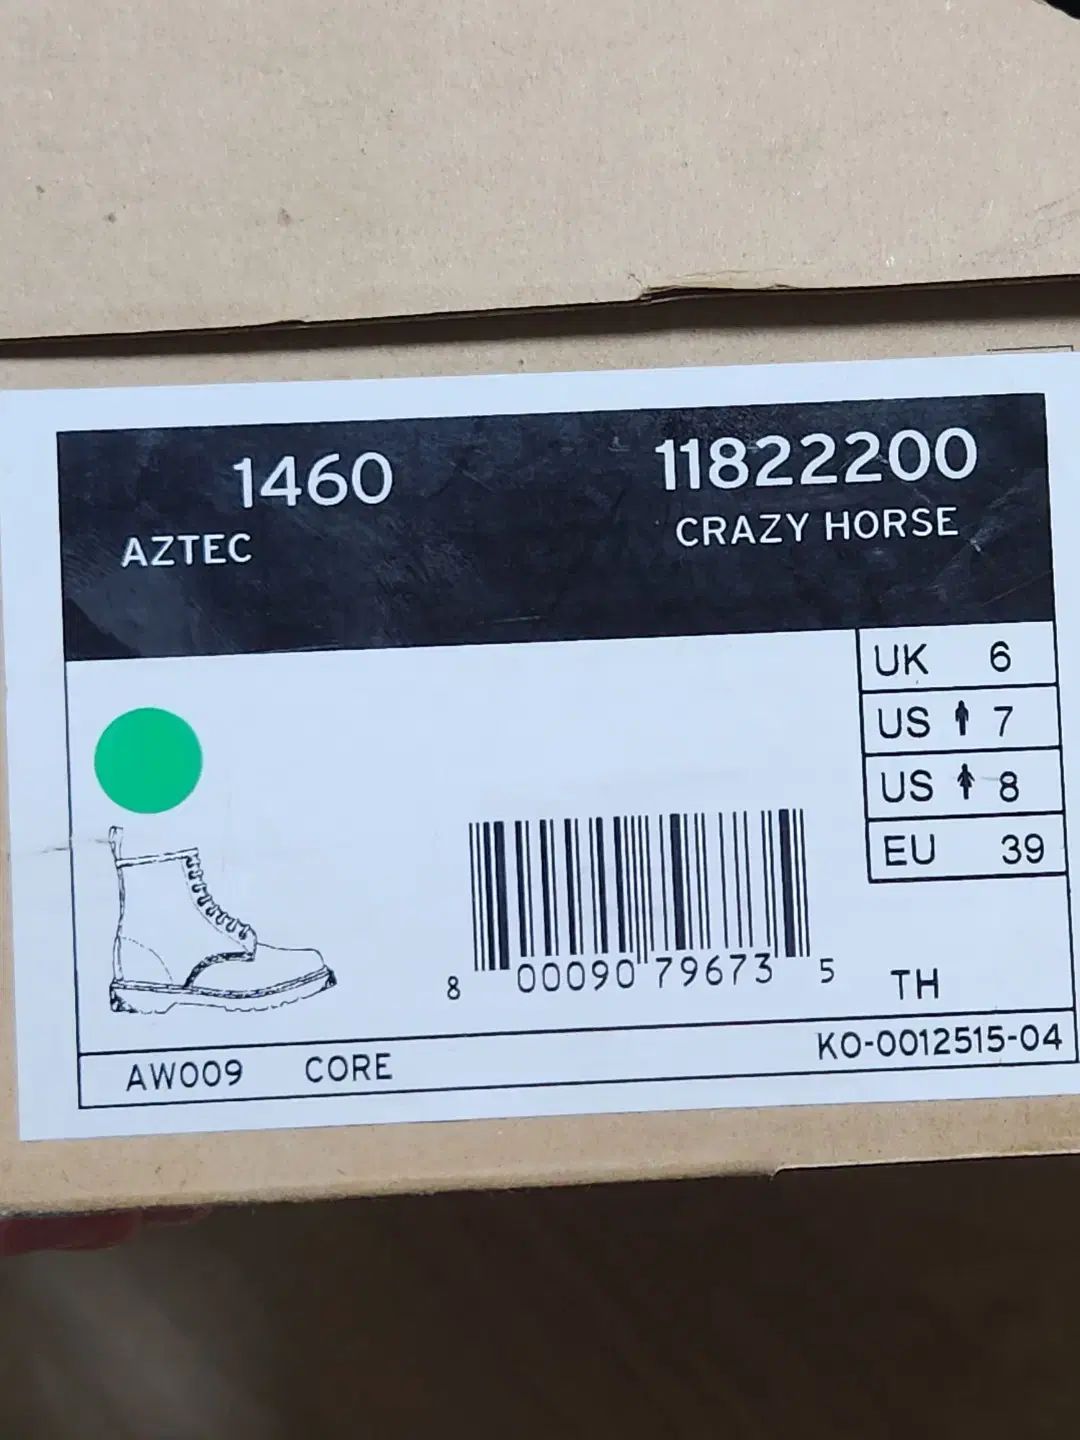 1460 11822200
AZTEC CRAZY HORSE
UK 6
US 7
US 8
EU 39
8 00090 79673 5
TH
AW009 CORE KO-0012515-04